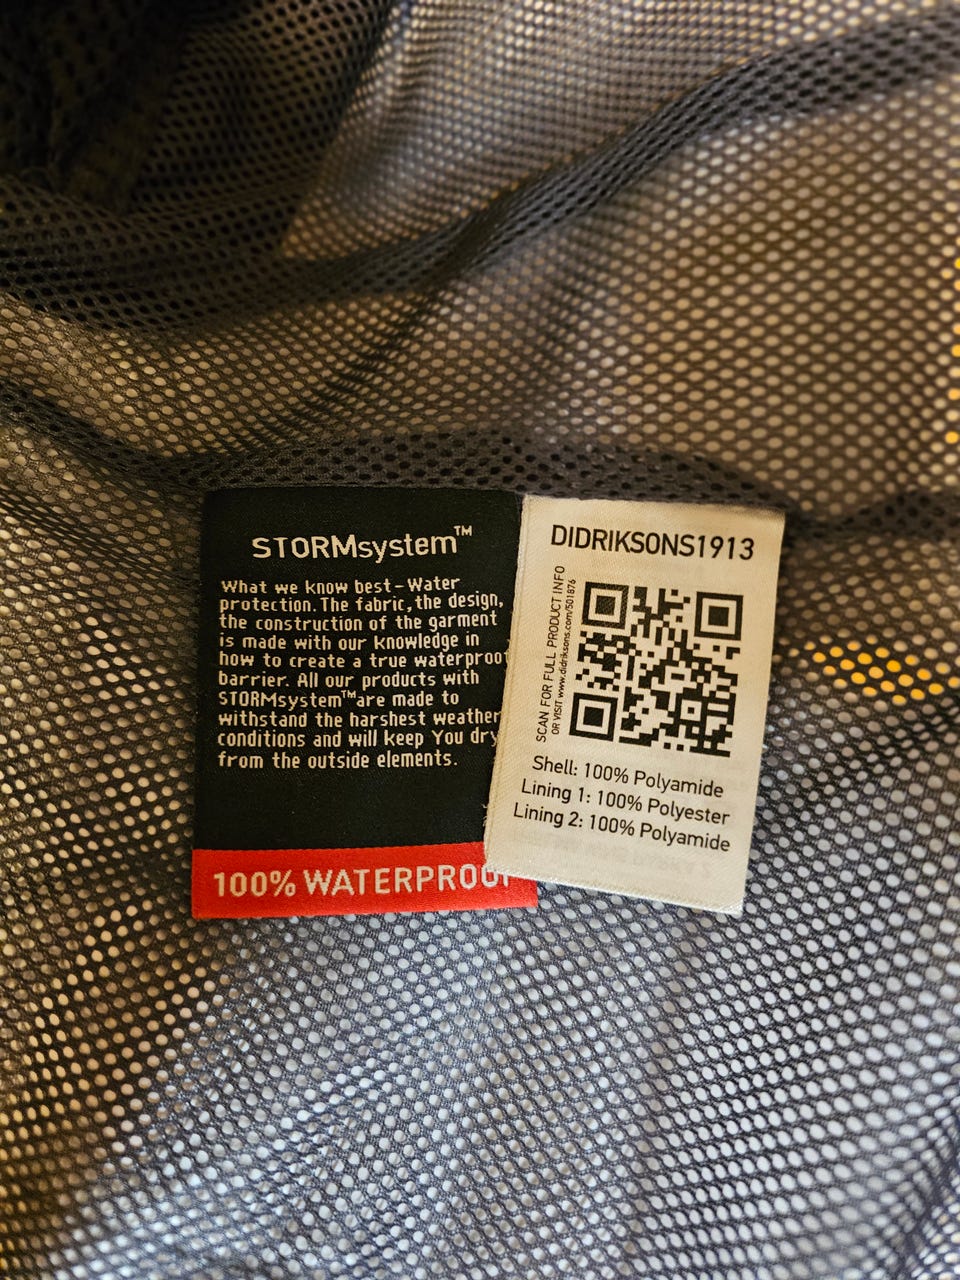 STORMsystem™
What we know best-Water
protection. The fabric, the design,
the construction of the garment
is made with our knowledge in
how to create a true waterproof
barrier. All our products with
STORMsystem™are made to
withstand the harshest weather
conditions and will keep You dry
from the outside elements.
100% WATERPROOF
DIDRIKSONS1913
SCAN FOR FULL PRODUCT INFO
OR VISIT www.didriksons.com/501876
Shell: 100% Polyamide
Lining 1: 100% Polyester
Lining 2: 100% Polyamide